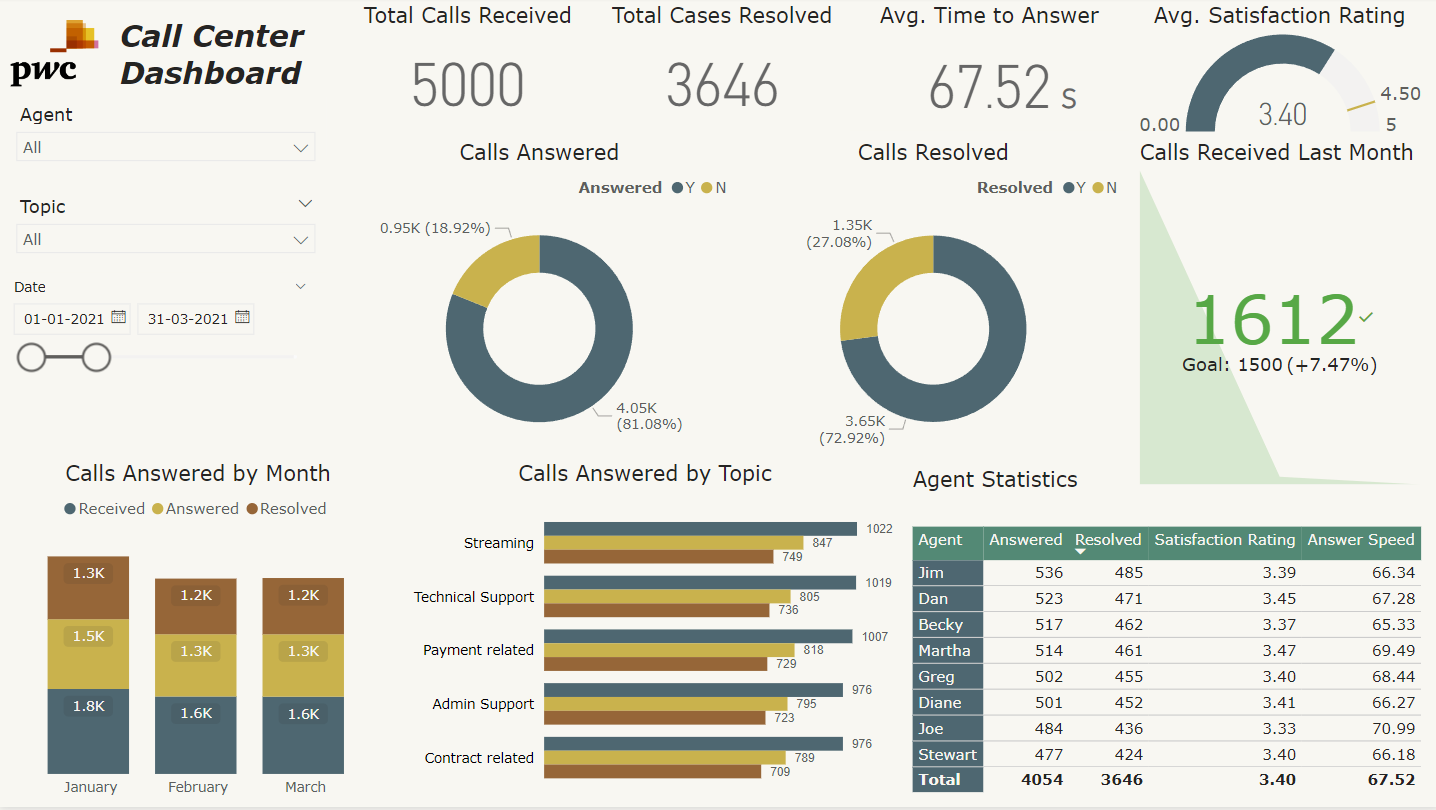 pwc
Call Center
Dashboard
Total Calls Received
5000
Total Cases Resolved
3646
Avg. Time to Answer
67.52 s
Avg. Satisfaction Rating
0.00
3.40
4.50
5
Agent
All
Topic
All
Date
01-01-2021
31-03-2021
Calls Answered
Answered Y N
0.95K (18.92%)
4.05K
(81.08%)
Calls Resolved
Resolved Y N
1.35K
(27.08%)
3.65K
(72.92%)
Calls Received Last Month
1612
Goal: 1500 (+7.47%)
Calls Answered by Month
Received Answered Resolved
1.3K
1.5K
1.8K
1.2K
1.3K
1.6K
1.2K
1.3K
1.6K
January February March
Calls Answered by Topic
Streaming
1022
847
749
Technical Support
1019
805
736
Payment related
1007
818
729
Admin Support
976
795
723
Contract related
976
789
709
Agent Statistics
Agent Answered Resolved Satisfaction Rating Answer Speed
Jim 536 485 3.39 66.34
Dan 523 471 3.45 67.28
Becky 517 462 3.37 65.33
Martha 514 461 3.47 69.49
Greg 502 455 3.40 68.44
Diane 501 452 3.41 66.27
Joe 484 436 3.33 70.99
Stewart 477 424 3.40 66.18
Total 4054 3646 3.40 67.52